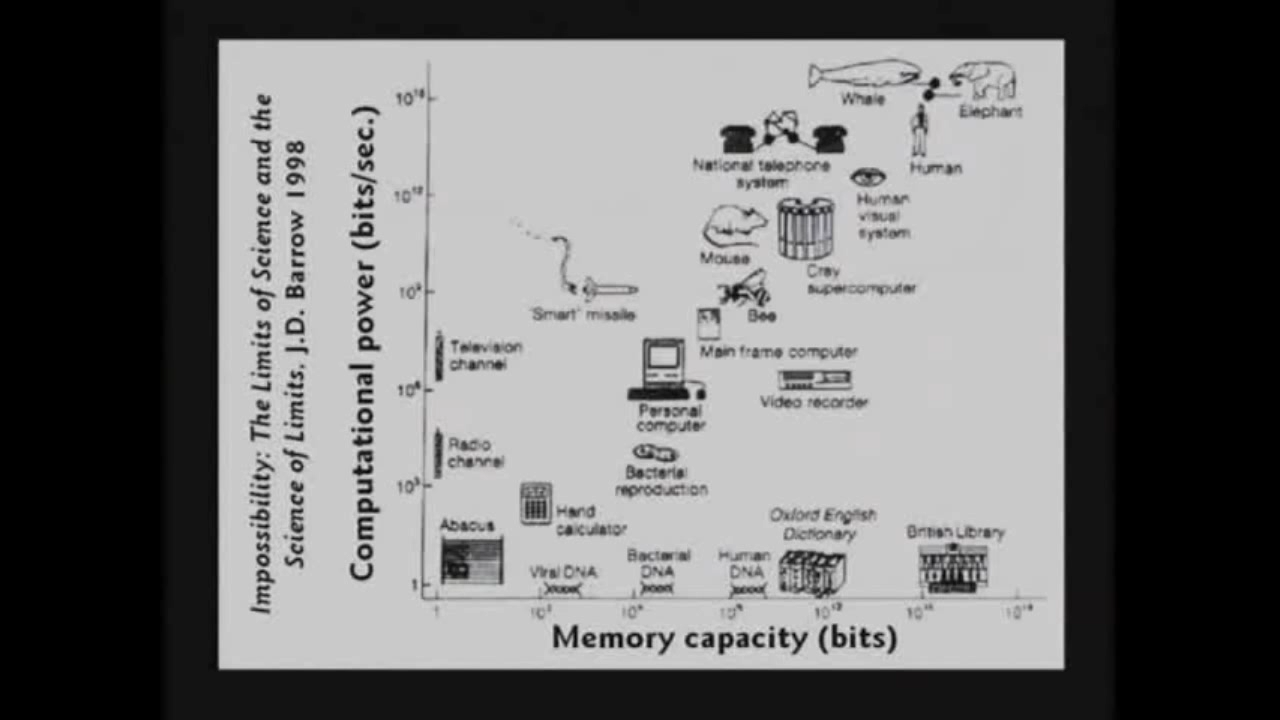 Impossibility: The Limits of Science and the
Science of Limits, J.D. Barrow 1998
Computational power (bits/sec.)
Whale
Elephant
National telephone
system
Human
Human
visual
system
Mouse
Cray
supercomputer
"Smart" missile
Bee
Television
channel
Main frame computer
Personal
computer
Video recorder
Radio
channel
Bacterial
reproduction
Abacus
Hand
calculator
Oxford English
Dictionary
British Library
Viral DNA
Bacterial
DNA
Human
DNA
1
1
Memory capacity (bits)